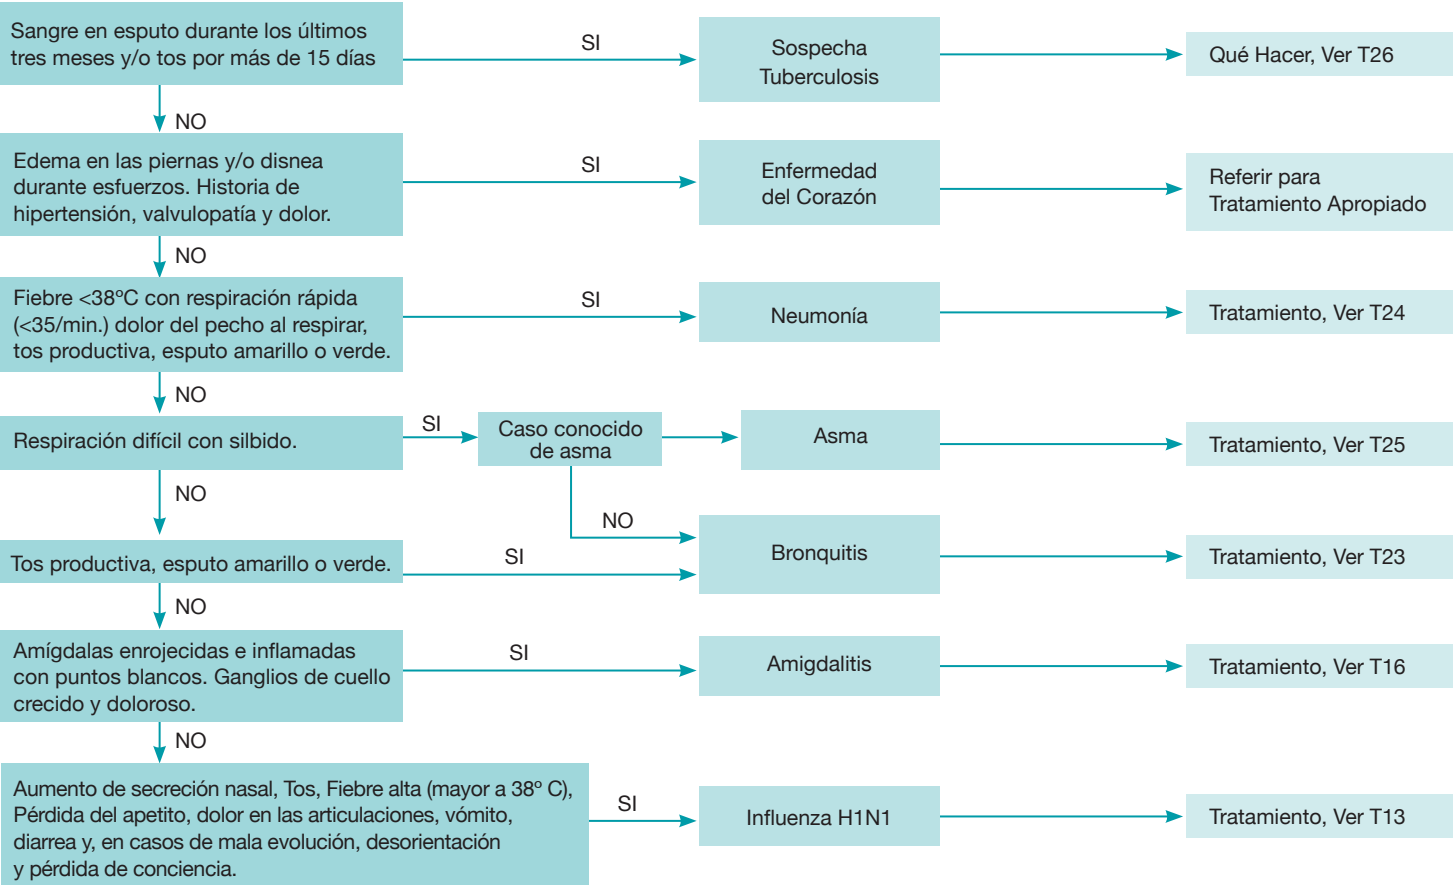 Sangre en esputo durante los últimos
tres meses y/o tos por más de 15 días
SI
Sospecha
Tuberculosis
Qué Hacer, Ver T26
NO
Edema en las piernas y/o disnea
durante esfuerzos. Historia de
hipertensión, valvulopatía y dolor.
SI
Enfermedad
del Corazón
Referir para
Tratamiento Apropiado
NO
Fiebre <38ºC con respiración rápida
(<35/min.) dolor del pecho al respirar,
tos productiva, esputo amarillo o verde.
SI
Neumonía
Tratamiento, Ver T24
NO
Respiración difícil con silbido.
SI
Caso conocido
de asma
Asma
Tratamiento, Ver T25
NO
NO
Tos productiva, esputo amarillo o verde.
SI
Bronquitis
Tratamiento, Ver T23
NO
Amígdalas enrojecidas e inflamadas
con puntos blancos. Ganglios de cuello
crecido y doloroso.
SI
Amigdalitis
Tratamiento, Ver T16
NO
Aumento de secreción nasal, Tos, Fiebre alta (mayor a 38º C),
Pérdida del apetito, dolor en las articulaciones, vómito,
diarrea y, en casos de mala evolución, desorientación
y pérdida de conciencia.
SI
Influenza H1N1
Tratamiento, Ver T13